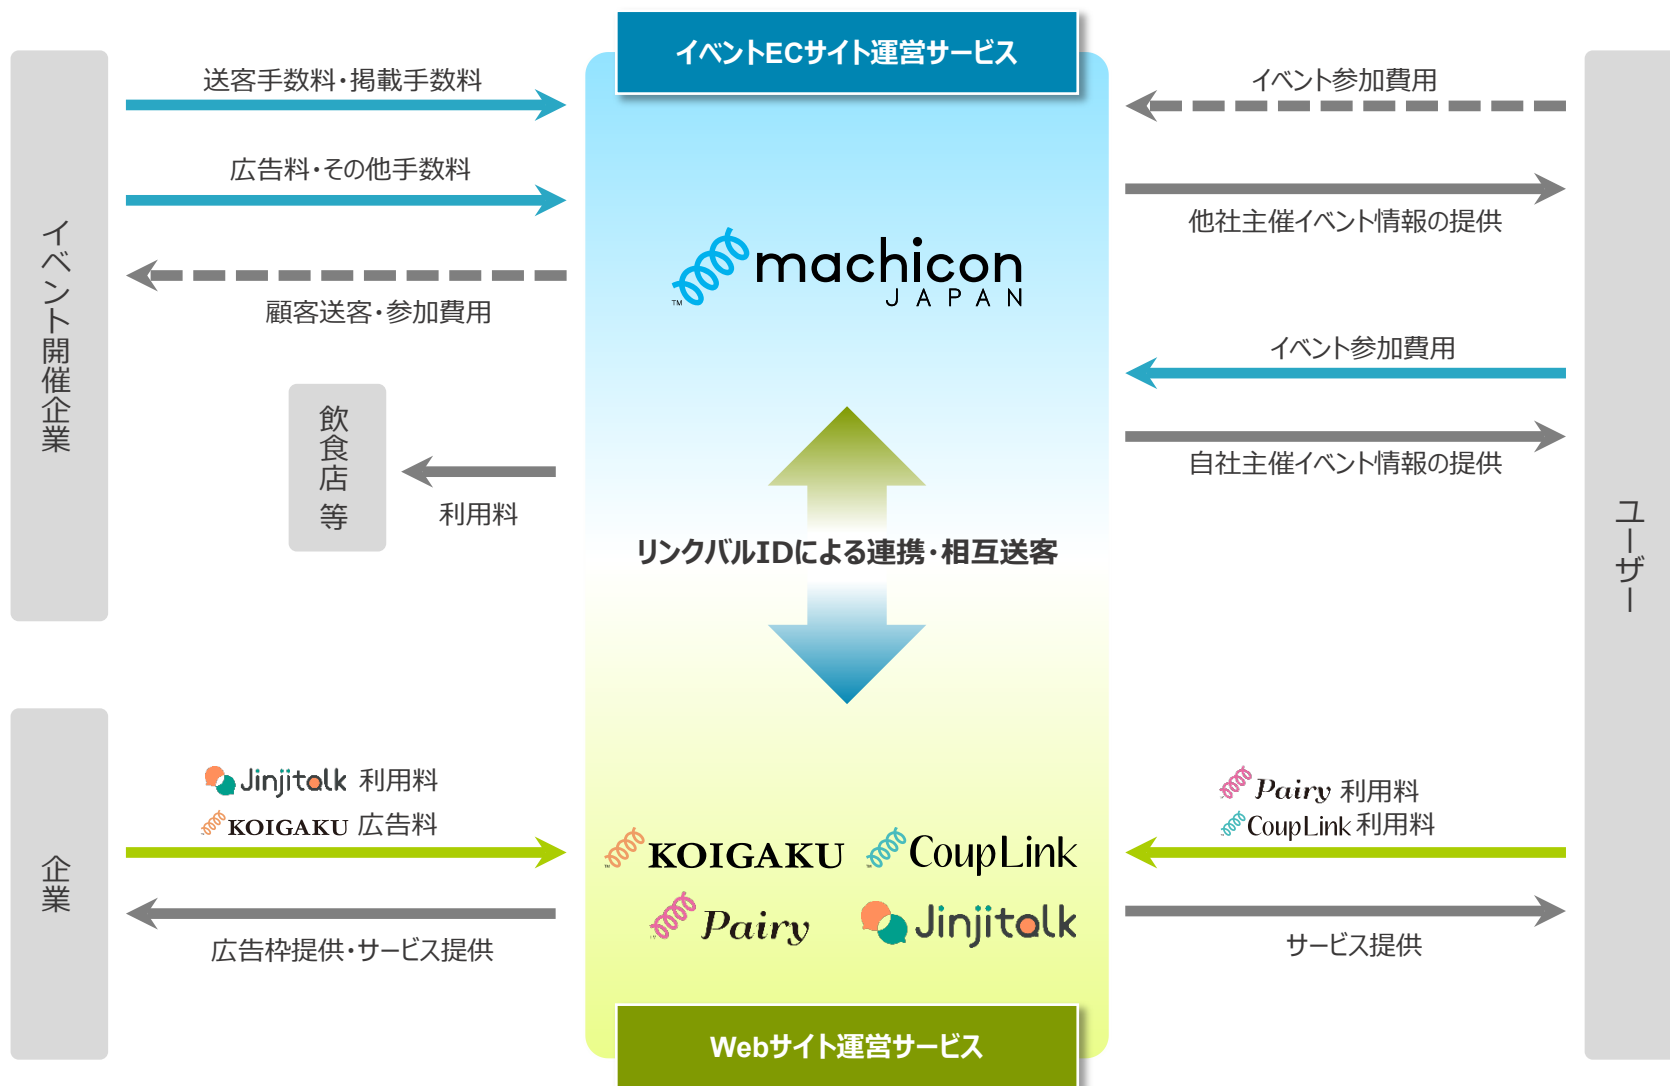 イベントECサイト運営サービス
送客手数料・掲載手数料
広告料・その他手数料
顧客送客・参加費用
イベント開催企業
飲食店 等
利用料
machicon
JAPAN
TM
イベント参加費用
他社主催イベント情報の提供
イベント参加費用
自社主催イベント情報の提供
ユーザー
リンクバルIDによる連携・相互送客
企業
Jinjitalk 利用料
KOIGAKU 広告料
広告枠提供・サービス提供
KOIGAKU
CoupLink
Pairy
Jinjitalk
Pairy 利用料
CoupLink 利用料
サービス提供
Webサイト運営サービス